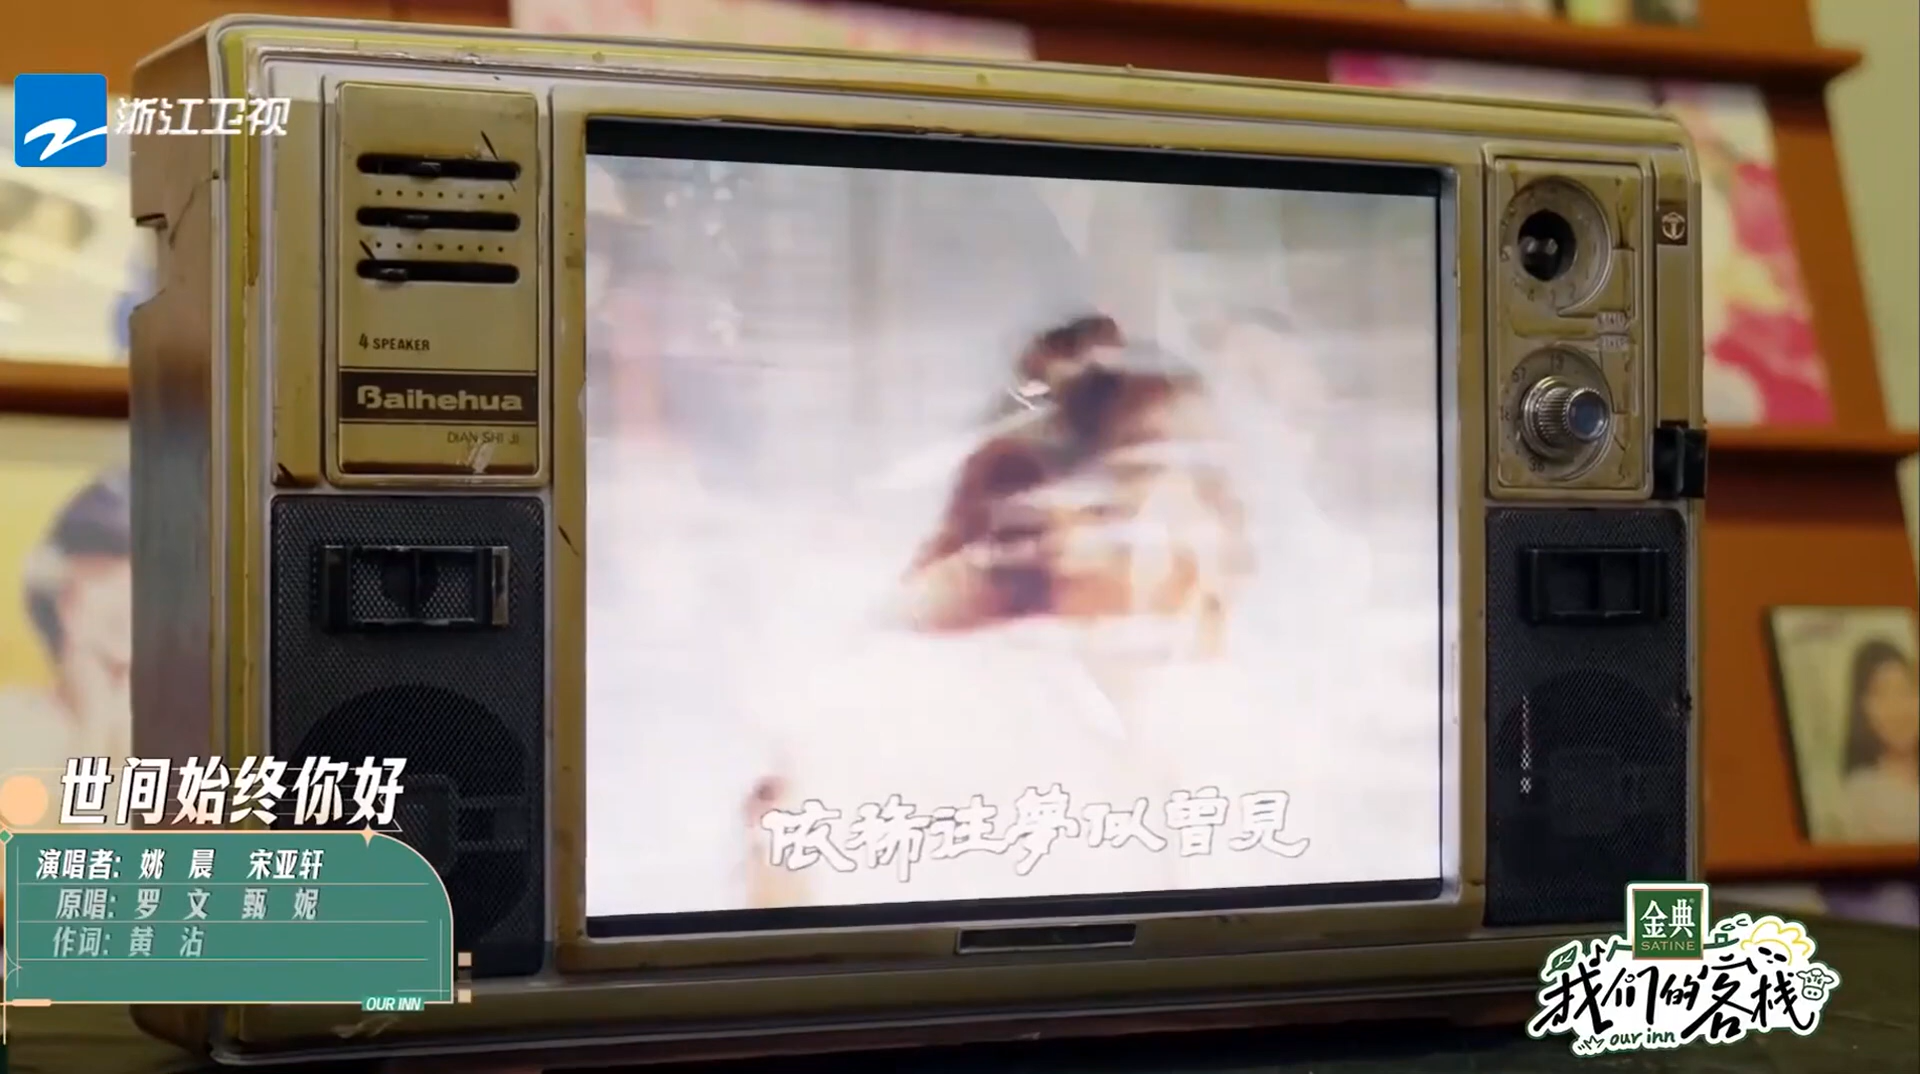 浙江卫视
4 SPEAKER
Baihehua
DIAN SHI JI
依稀往夢似曾見
世间始终你好
演唱者: 姚 晨 宋亚轩
原唱: 罗 文 甄 妮
作词: 黄 沾
OUR INN
金典
SATINE
我们的客栈
our inn